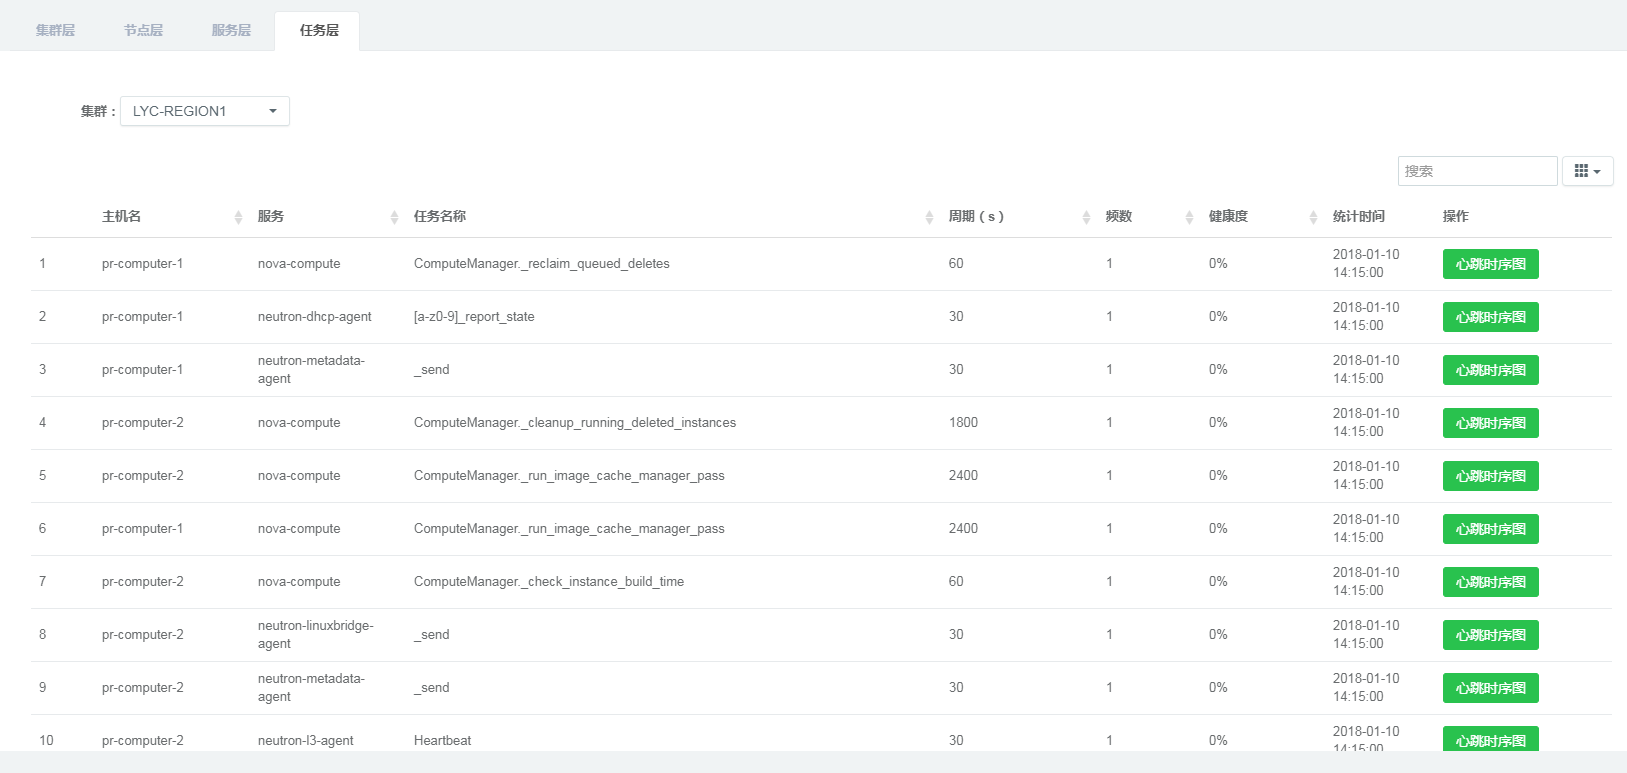 集群层 节点层 服务层 任务层
集群： LYC-REGION1
搜索
主机名 服务 任务名称 周期（s） 频数 健康度 统计时间 操作
1 pr-computer-1 nova-compute ComputeManager._reclaim_queued_deletes 60 1 0% 2018-01-10 14:15:00 心跳时序图
2 pr-computer-1 neutron-dhcp-agent [a-z0-9]_report_state 30 1 0% 2018-01-10 14:15:00 心跳时序图
3 pr-computer-1 neutron-metadata-agent _send 30 1 0% 2018-01-10 14:15:00 心跳时序图
4 pr-computer-2 nova-compute ComputeManager._cleanup_running_deleted_instances 1800 1 0% 2018-01-10 14:15:00 心跳时序图
5 pr-computer-2 nova-compute ComputeManager._run_image_cache_manager_pass 2400 1 0% 2018-01-10 14:15:00 心跳时序图
6 pr-computer-1 nova-compute ComputeManager._run_image_cache_manager_pass 2400 1 0% 2018-01-10 14:15:00 心跳时序图
7 pr-computer-2 nova-compute ComputeManager._check_instance_build_time 60 1 0% 2018-01-10 14:15:00 心跳时序图
8 pr-computer-2 neutron-linuxbridge-agent _send 30 1 0% 2018-01-10 14:15:00 心跳时序图
9 pr-computer-2 neutron-metadata-agent _send 30 1 0% 2018-01-10 14:15:00 心跳时序图
10 pr-computer-2 neutron-l3-agent Heartbeat 30 1 0% 2018-01-10 14:15:00 心跳时序图